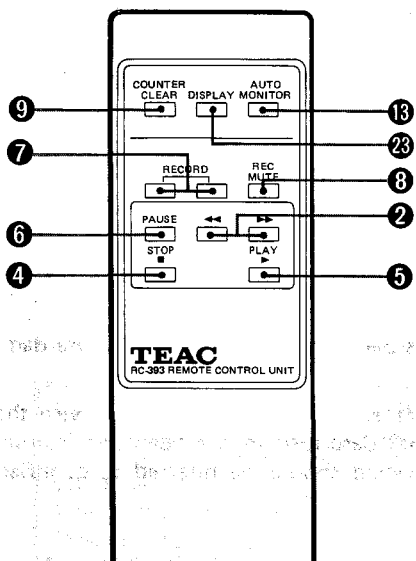 COUNTER CLEAR
DISPLAY
AUTO MONITOR
9
13
23
7
RECORD
REC MUTE
8
PAUSE
◀◀
▶▶
2
6
STOP
■
PLAY
▶
4
5
TEAC
RC-393 REMOTE CONTROL UNIT